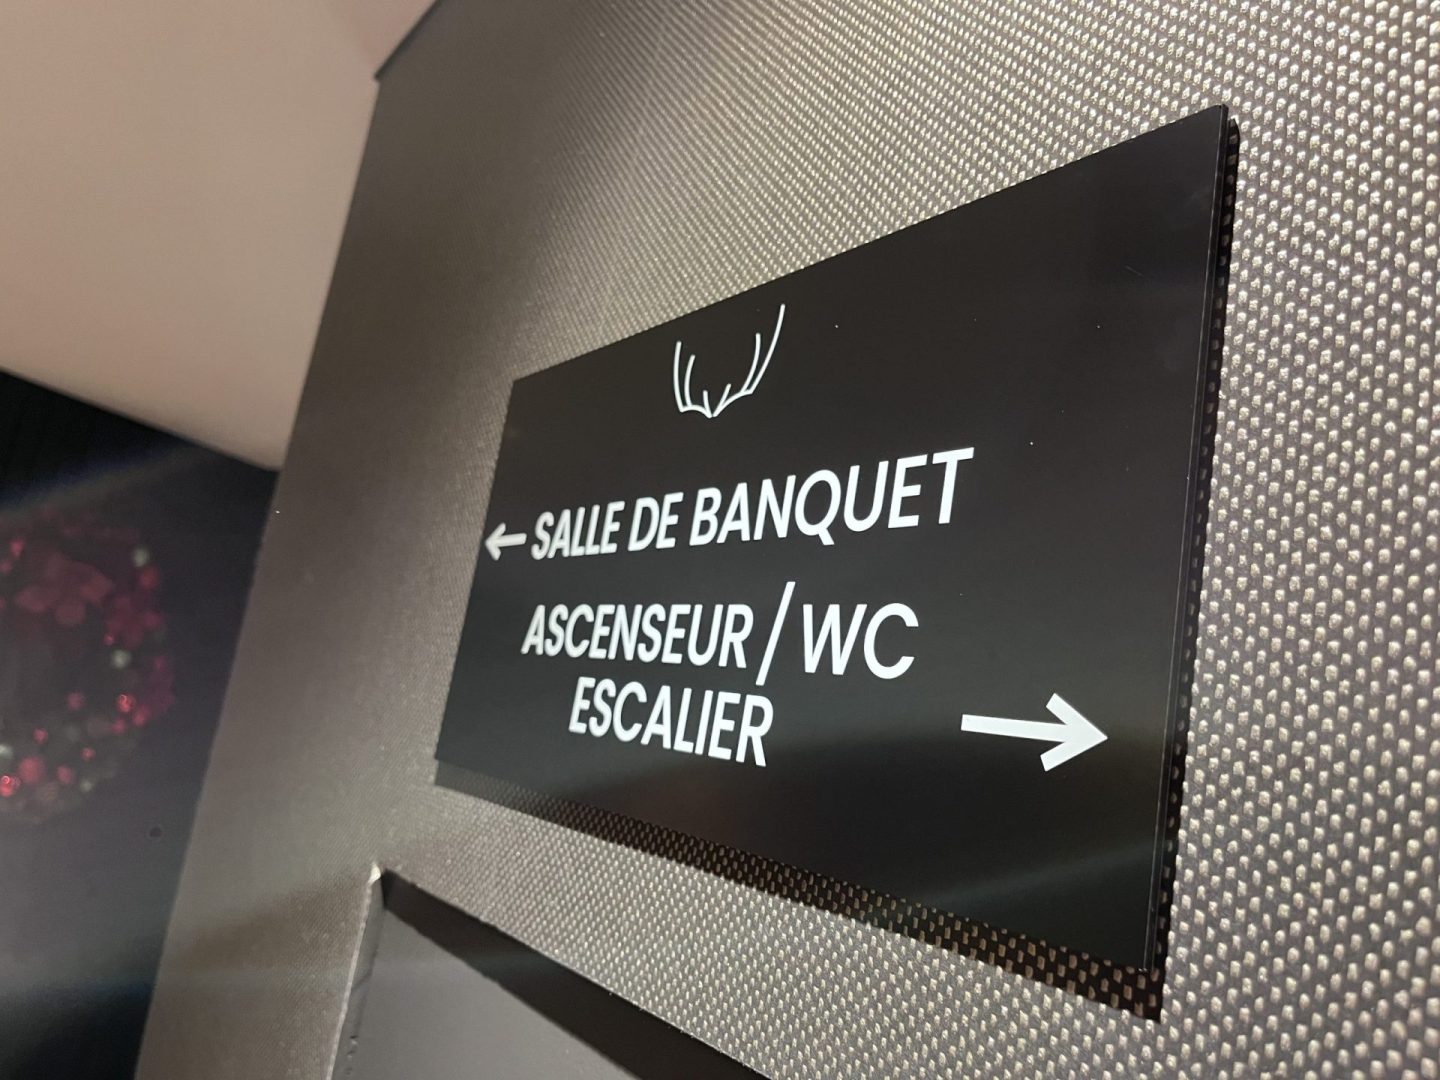 ← SALLE DE BANQUET
ASCENSEUR / WC
ESCALIER →